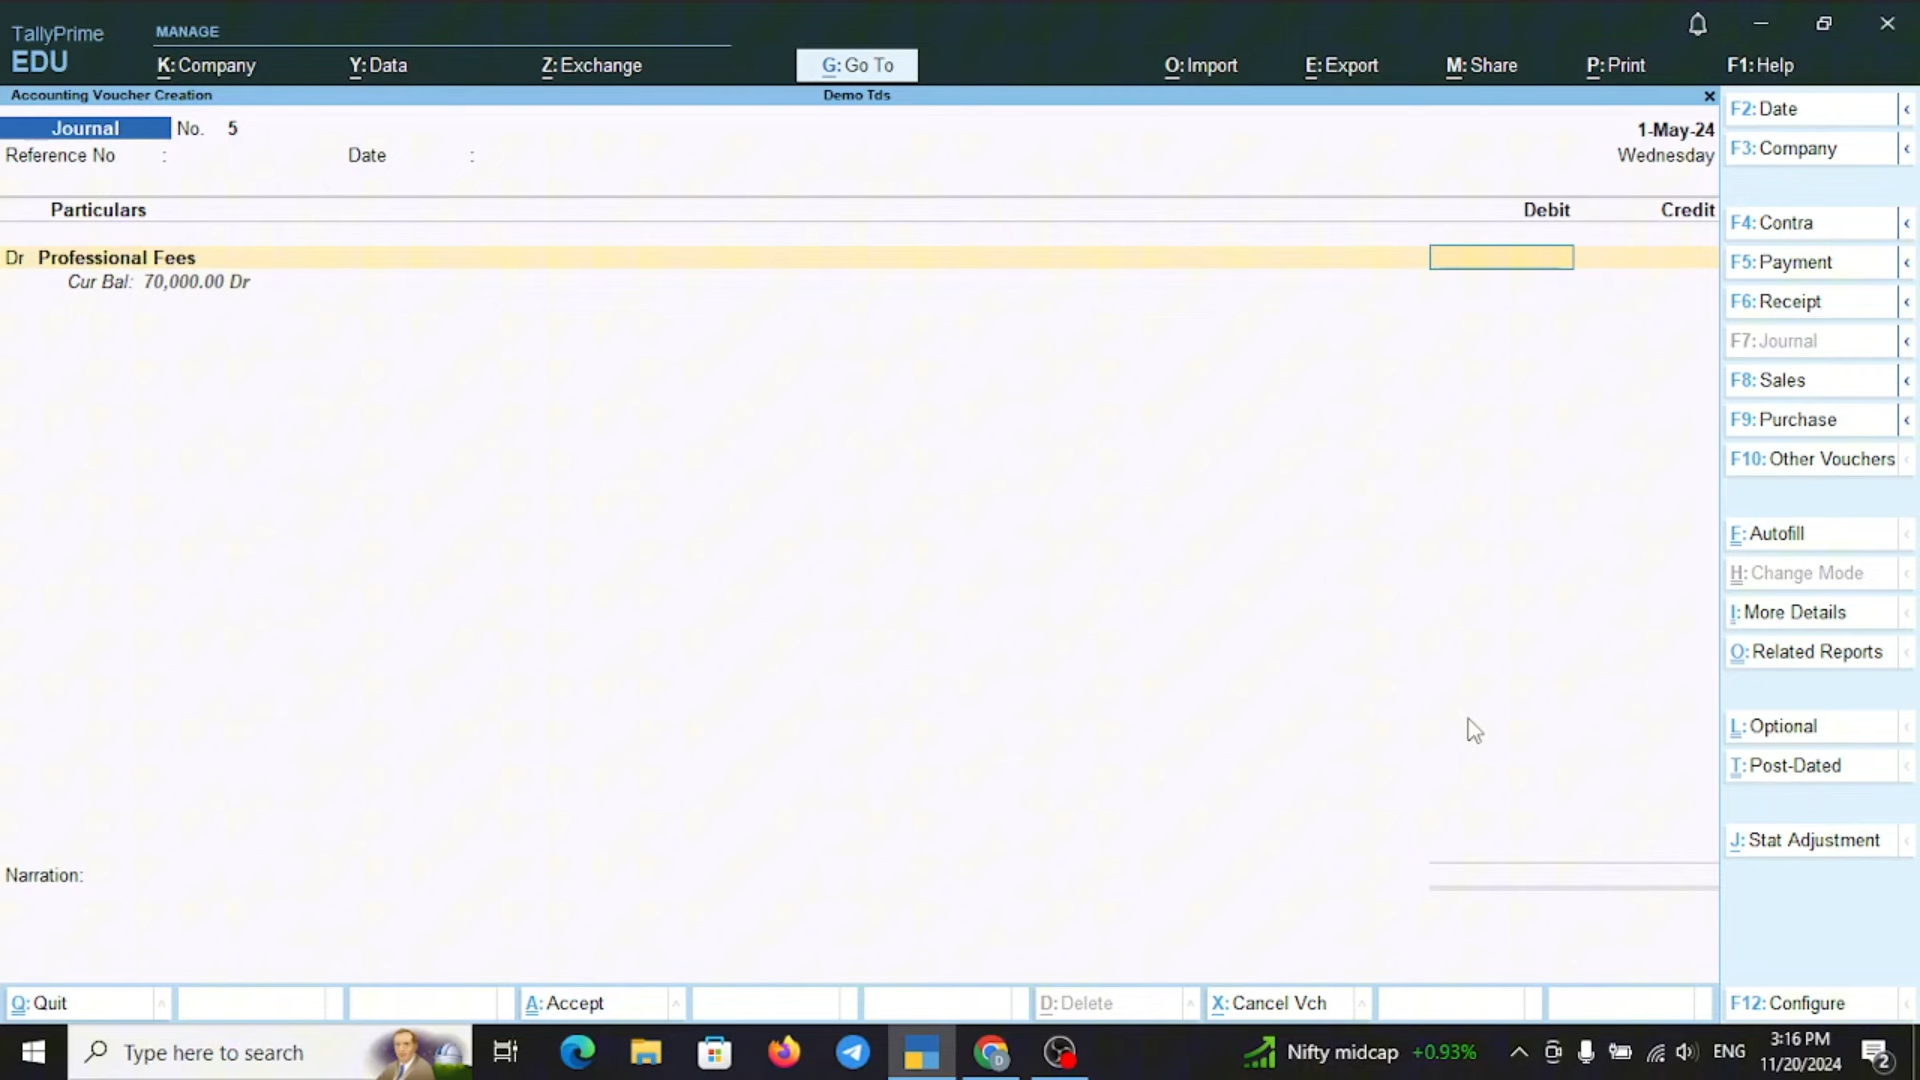 TallyPrime
EDU
MANAGE
K: Company Y: Data Z: Exchange G: Go To O: Import E: Export M: Share P: Print F1: Help
Accounting Voucher Creation Demo Tds
Journal No. 5 1-May-24
Reference No : Date : Wednesday
Particulars Debit Credit
Dr Professional Fees
Cur Bal: 70,000.00 Dr
Narration:
F2: Date
F3: Company
F4: Contra
F5: Payment
F6: Receipt
F7: Journal
F8: Sales
F9: Purchase
F10: Other Vouchers
F: Autofill
H: Change Mode
I: More Details
O: Related Reports
L: Optional
T: Post-Dated
J: Stat Adjustment
Q: Quit A: Accept D: Delete X: Cancel Vch F12: Configure
Type here to search D Nifty midcap +0.93% ENG 3:16 PM
11/20/2024 2